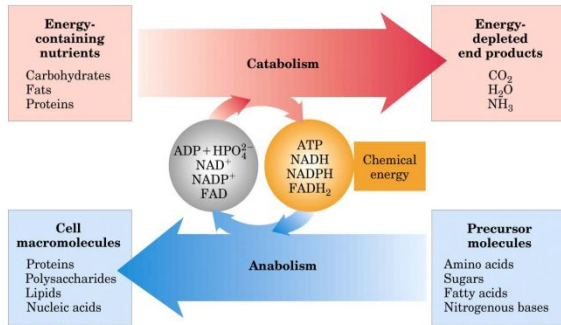 Energy-
containing
nutrients
Carbohydrates
Fats
Proteins
Catabolism
Energy-
depleted
end products
CO₂
H₂O
NH₃
ADP + HPO₄²⁻
NAD⁺
NADP⁺
FAD
ATP
NADH
NADPH
FADH₂
Chemical
energy
Cell
macromolecules
Proteins
Polysaccharides
Lipids
Nucleic acids
Anabolism
Precursor
molecules
Amino acids
Sugars
Fatty acids
Nitrogenous bases